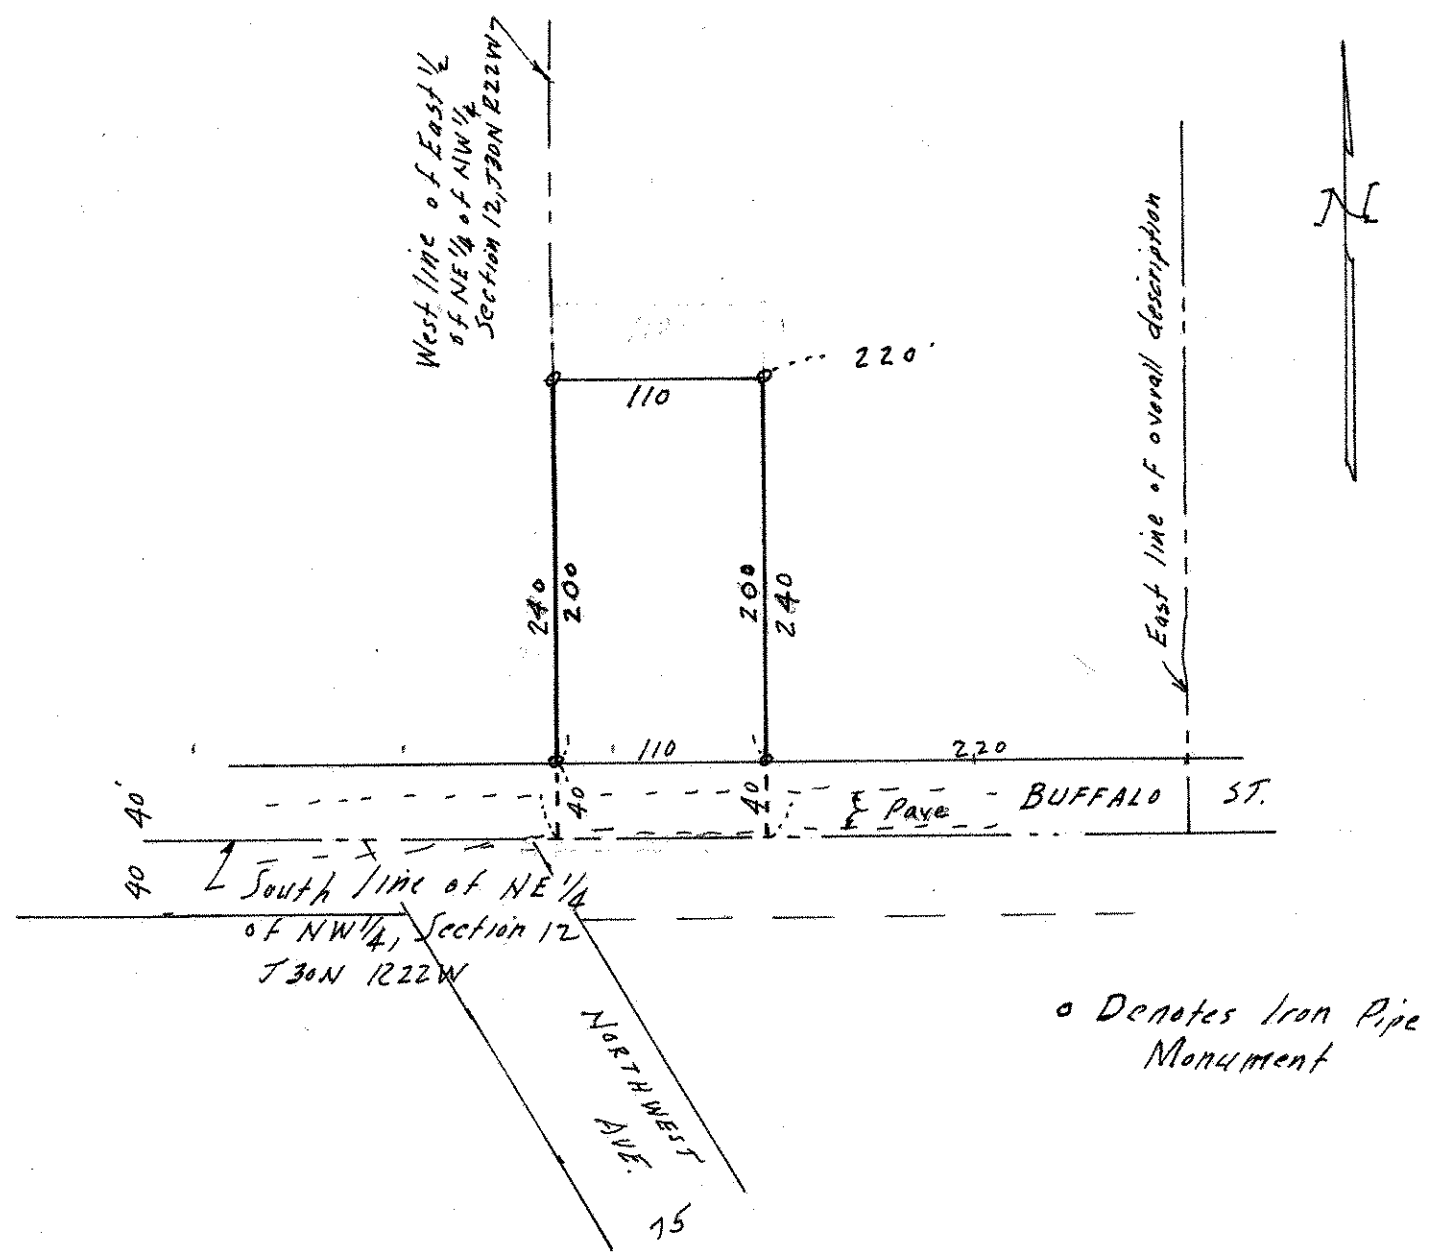 West line of East 1/2
of NE 1/4 of NW 1/4
Section 12, T30N R22W
N
East line of overall description
220'
110
240
200
200
240
110
220
40'
40
40
Pave
BUFFALO ST.
40
South line of NE 1/4
of NW 1/4, Section 12
T30N R22W
NORTHWEST
AVE.
75
o Denotes Iron Pipe
Monument